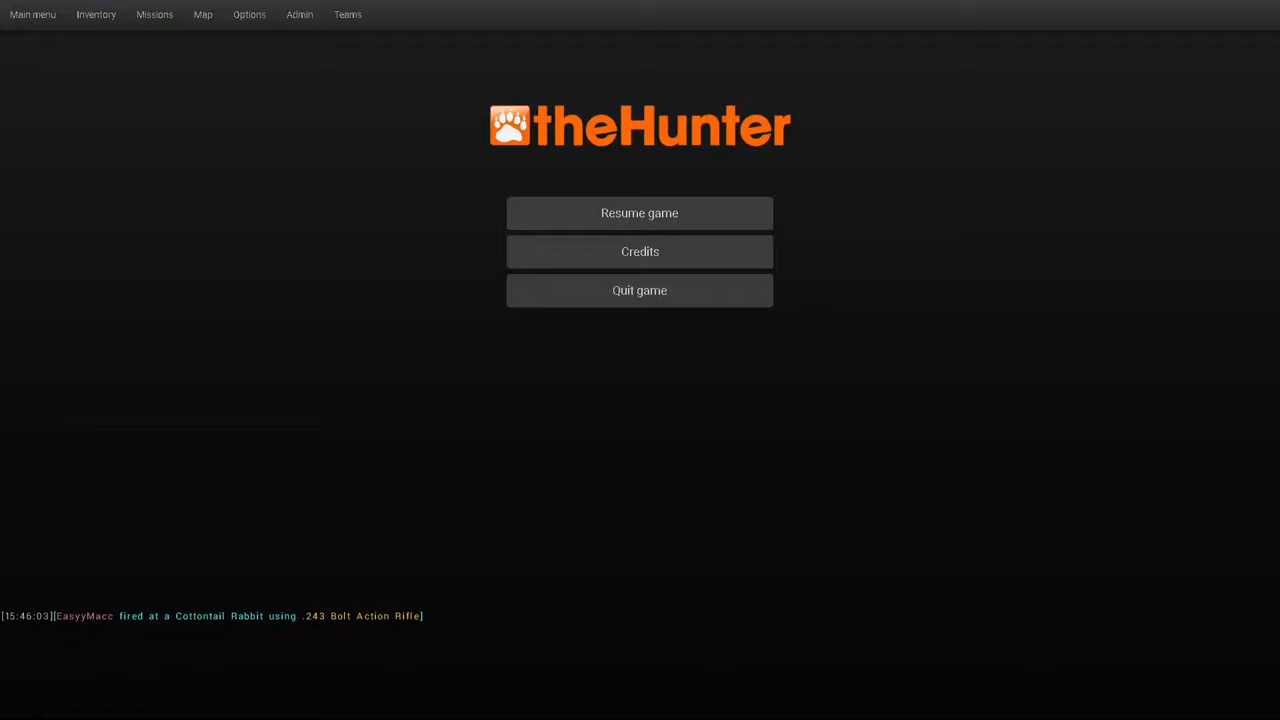 Main menu Inventory Missions Map Options Admin Teams
theHunter
Resume game
Credits
Quit game
[15:46:03][EasyyMacc fired at a Cottontail Rabbit using .243 Bolt Action Rifle]